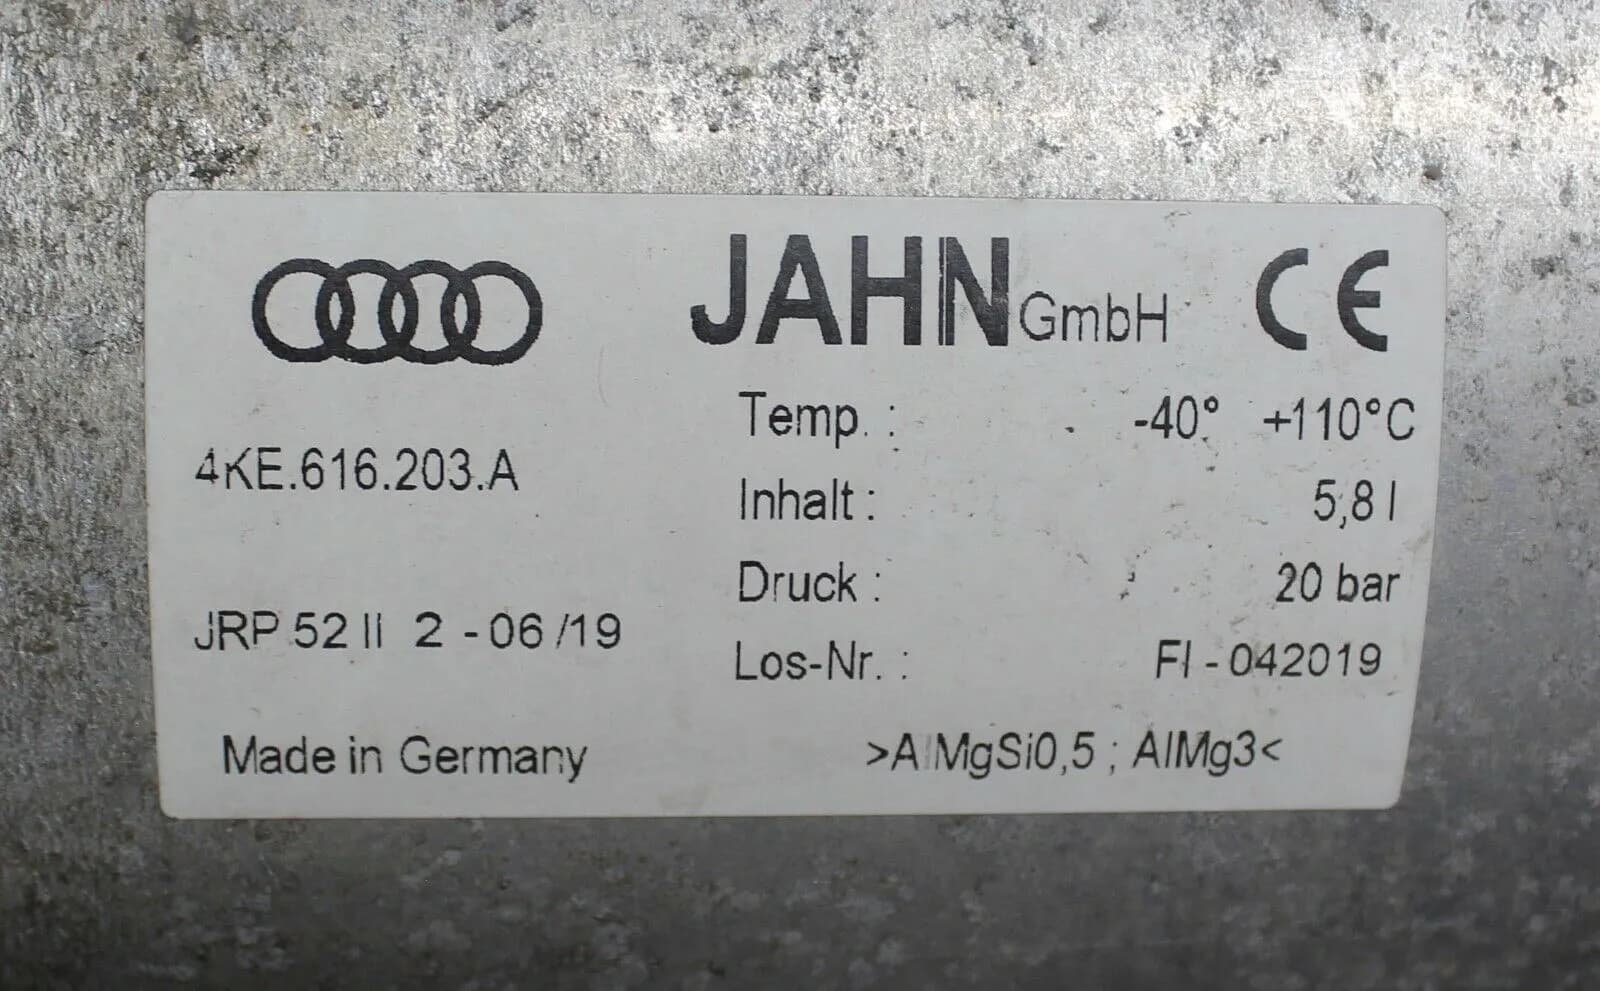 JAHN GmbH CE
4KE.616.203.A
JRP 52 II 2 - 06/19
Made in Germany
Temp. : -40° +110°C
Inhalt : 5,8 l
Druck : 20 bar
Los-Nr. : FI - 042019
>AlMgSi0,5 ; AlMg3<